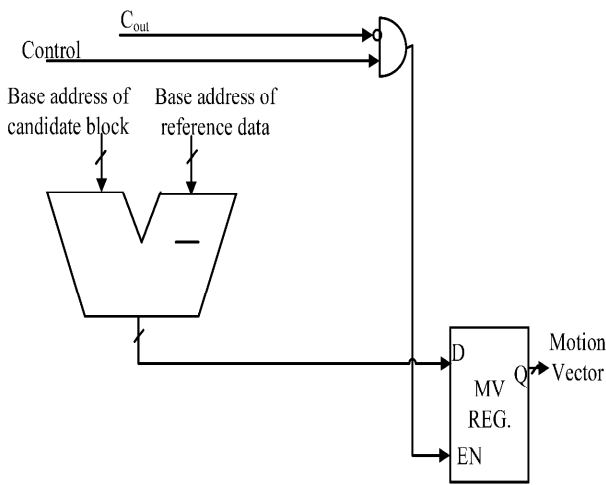 Cout
Control
Base address of candidate block
Base address of reference data
−
D
Q
MV
REG.
EN
Motion
Vector